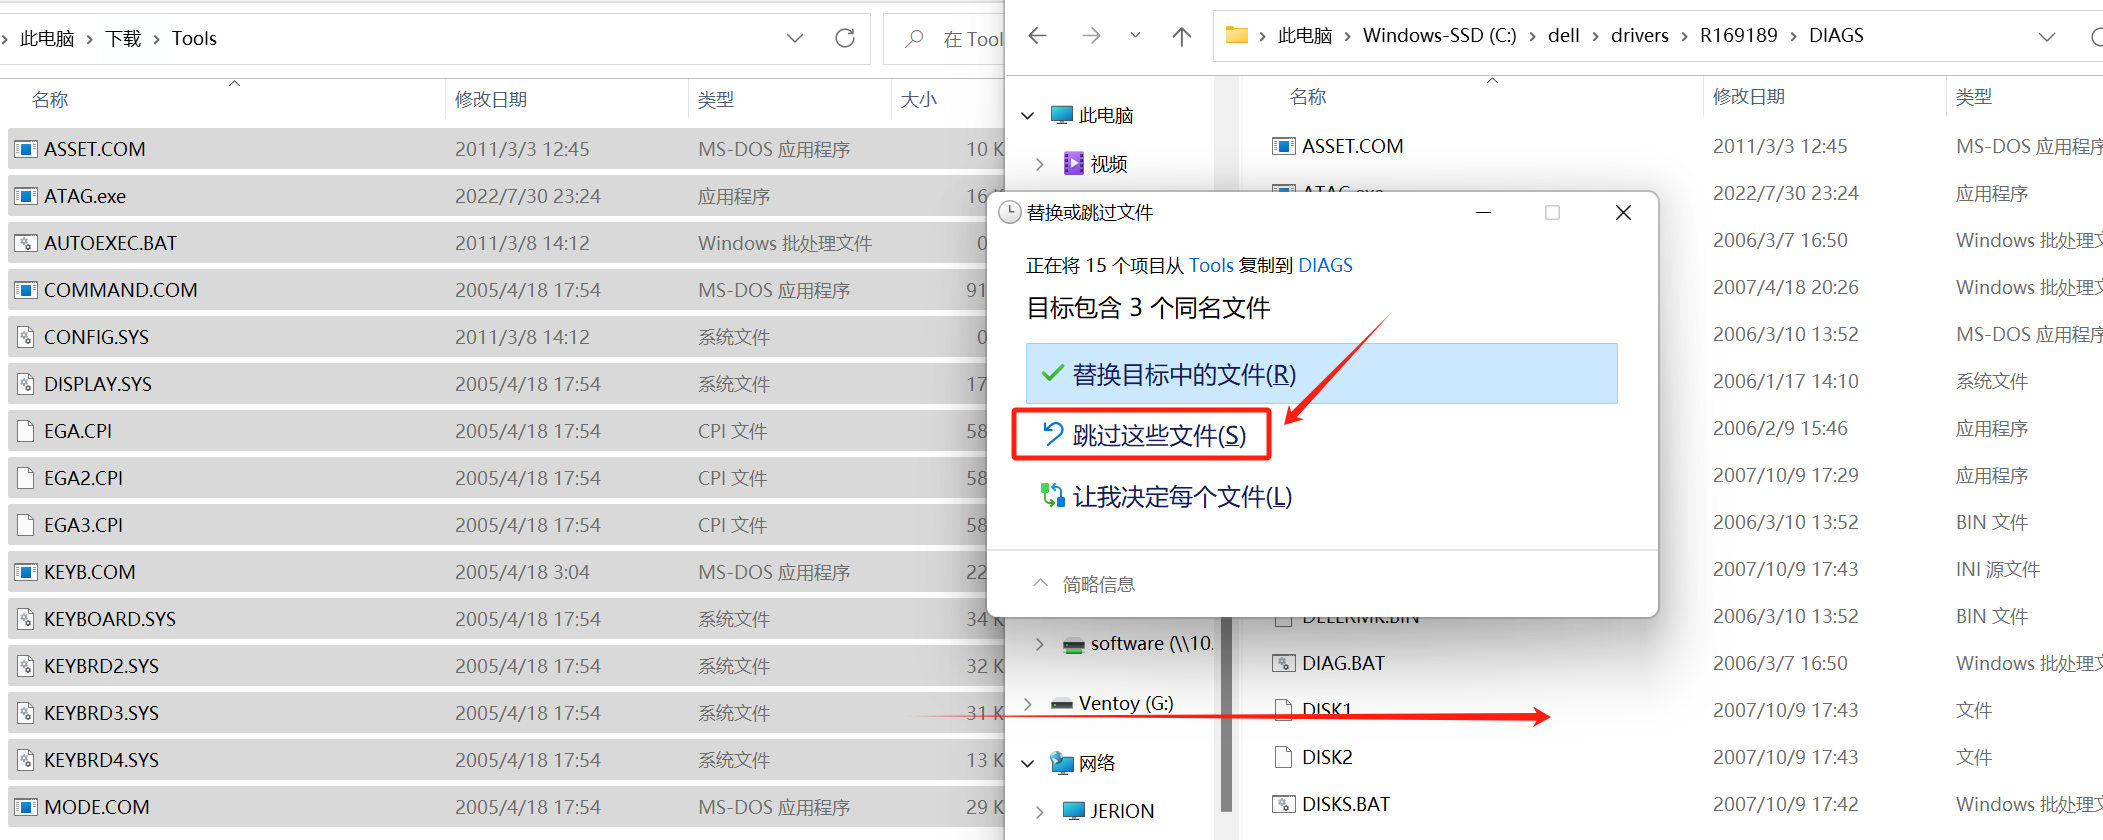 此电脑 › 下载 › Tools
在 Tool
名称 修改日期 类型 大小
ASSET.COM 2011/3/3 12:45 MS-DOS 应用程序 10 K
ATAG.exe 2022/7/30 23:24 应用程序 16
AUTOEXEC.BAT 2011/3/8 14:12 Windows 批处理文件 0
COMMAND.COM 2005/4/18 17:54 MS-DOS 应用程序 91
CONFIG.SYS 2011/3/8 14:12 系统文件 0
DISPLAY.SYS 2005/4/18 17:54 系统文件 17
EGA.CPI 2005/4/18 17:54 CPI 文件 58
EGA2.CPI 2005/4/18 17:54 CPI 文件 58
EGA3.CPI 2005/4/18 17:54 CPI 文件 58
KEYB.COM 2005/4/18 3:04 MS-DOS 应用程序 22
KEYBOARD.SYS 2005/4/18 17:54 系统文件 34 K
KEYBRD2.SYS 2005/4/18 17:54 系统文件 32 K
KEYBRD3.SYS 2005/4/18 17:54 系统文件 31 K
KEYBRD4.SYS 2005/4/18 17:54 系统文件 13 K
MODE.COM 2005/4/18 17:54 MS-DOS 应用程序 29 K
› 此电脑 › Windows-SSD (C:) › dell › drivers › R169189 › DIAGS
此电脑
视频
software (\\10.
Ventoy (G:)
网络
JERION
替换或跳过文件
正在将 15 个项目从 Tools 复制到 DIAGS
目标包含 3 个同名文件
替换目标中的文件(R)
跳过这些文件(S)
让我决定每个文件(L)
简略信息
名称 修改日期 类型
ASSET.COM 2011/3/3 12:45 MS-DOS 应用程序
ATAG.exe 2022/7/30 23:24 应用程序
2006/3/7 16:50 Windows 批处理文
2007/4/18 20:26 Windows 批处理文
2006/3/10 13:52 MS-DOS 应用程序
2006/1/17 14:10 系统文件
2006/2/9 15:46 应用程序
2007/10/9 17:29 应用程序
2006/3/10 13:52 BIN 文件
2007/10/9 17:43 INI 源文件
2006/3/10 13:52 BIN 文件
DIAG.BAT 2006/3/7 16:50 Windows 批处理文
DISK1 2007/10/9 17:43 文件
DISK2 2007/10/9 17:43 文件
DISKS.BAT 2007/10/9 17:42 Windows 批处理文